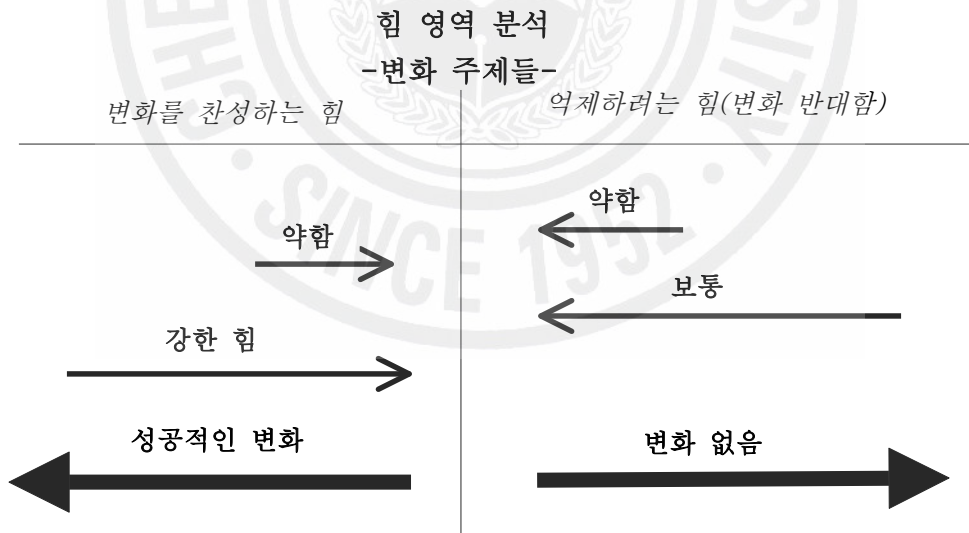 힘 영역 분석
-변화 주제들-
변화를 찬성하는 힘
억제하려는 힘(변화 반대함)
약함
약함
보통
강한 힘
성공적인 변화
변화 없음
SINCE 1952